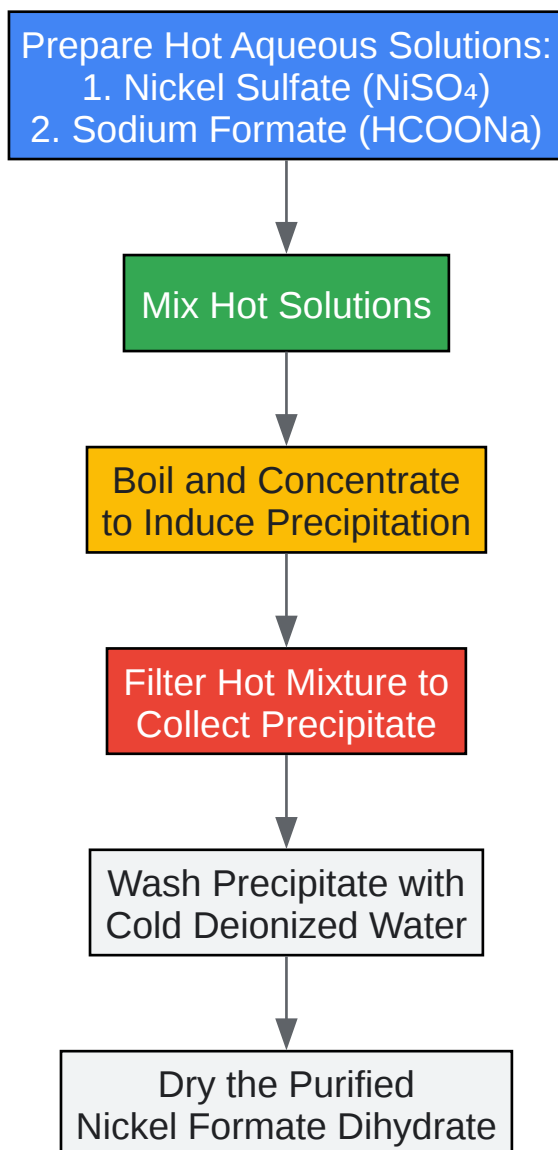 Prepare Hot Aqueous Solutions:
1. Nickel Sulfate (NiSO₄)
2. Sodium Formate (HCOONa)
Mix Hot Solutions
Boil and Concentrate
to Induce Precipitation
Filter Hot Mixture to
Collect Precipitate
Wash Precipitate with
Cold Deionized Water
Dry the Purified
Nickel Formate Dihydrate